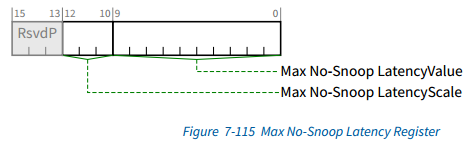 15 13 12 10 9 0
RsvdP
Max No-Snoop LatencyValue
Max No-Snoop LatencyScale
Figure 7-115 Max No-Snoop Latency Register